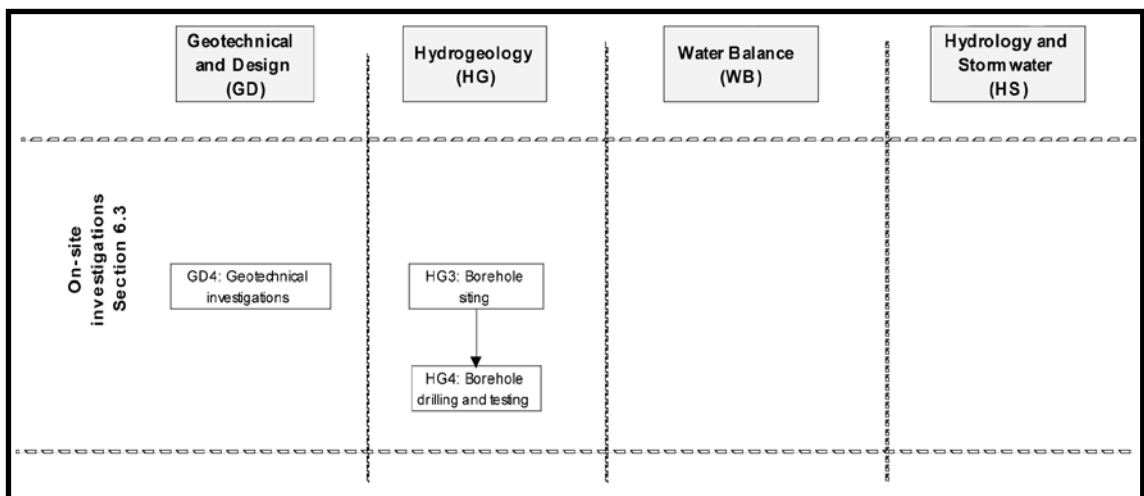 Geotechnical
and Design
(GD)
Hydrogeology
(HG)
Water Balance
(WB)
Hydrology and
Stormwater
(HS)
On-site
investigations
Section 6.3
GD4: Geotechnical
investigations
HG3: Borehole
siting
HG4: Borehole
drilling and testing